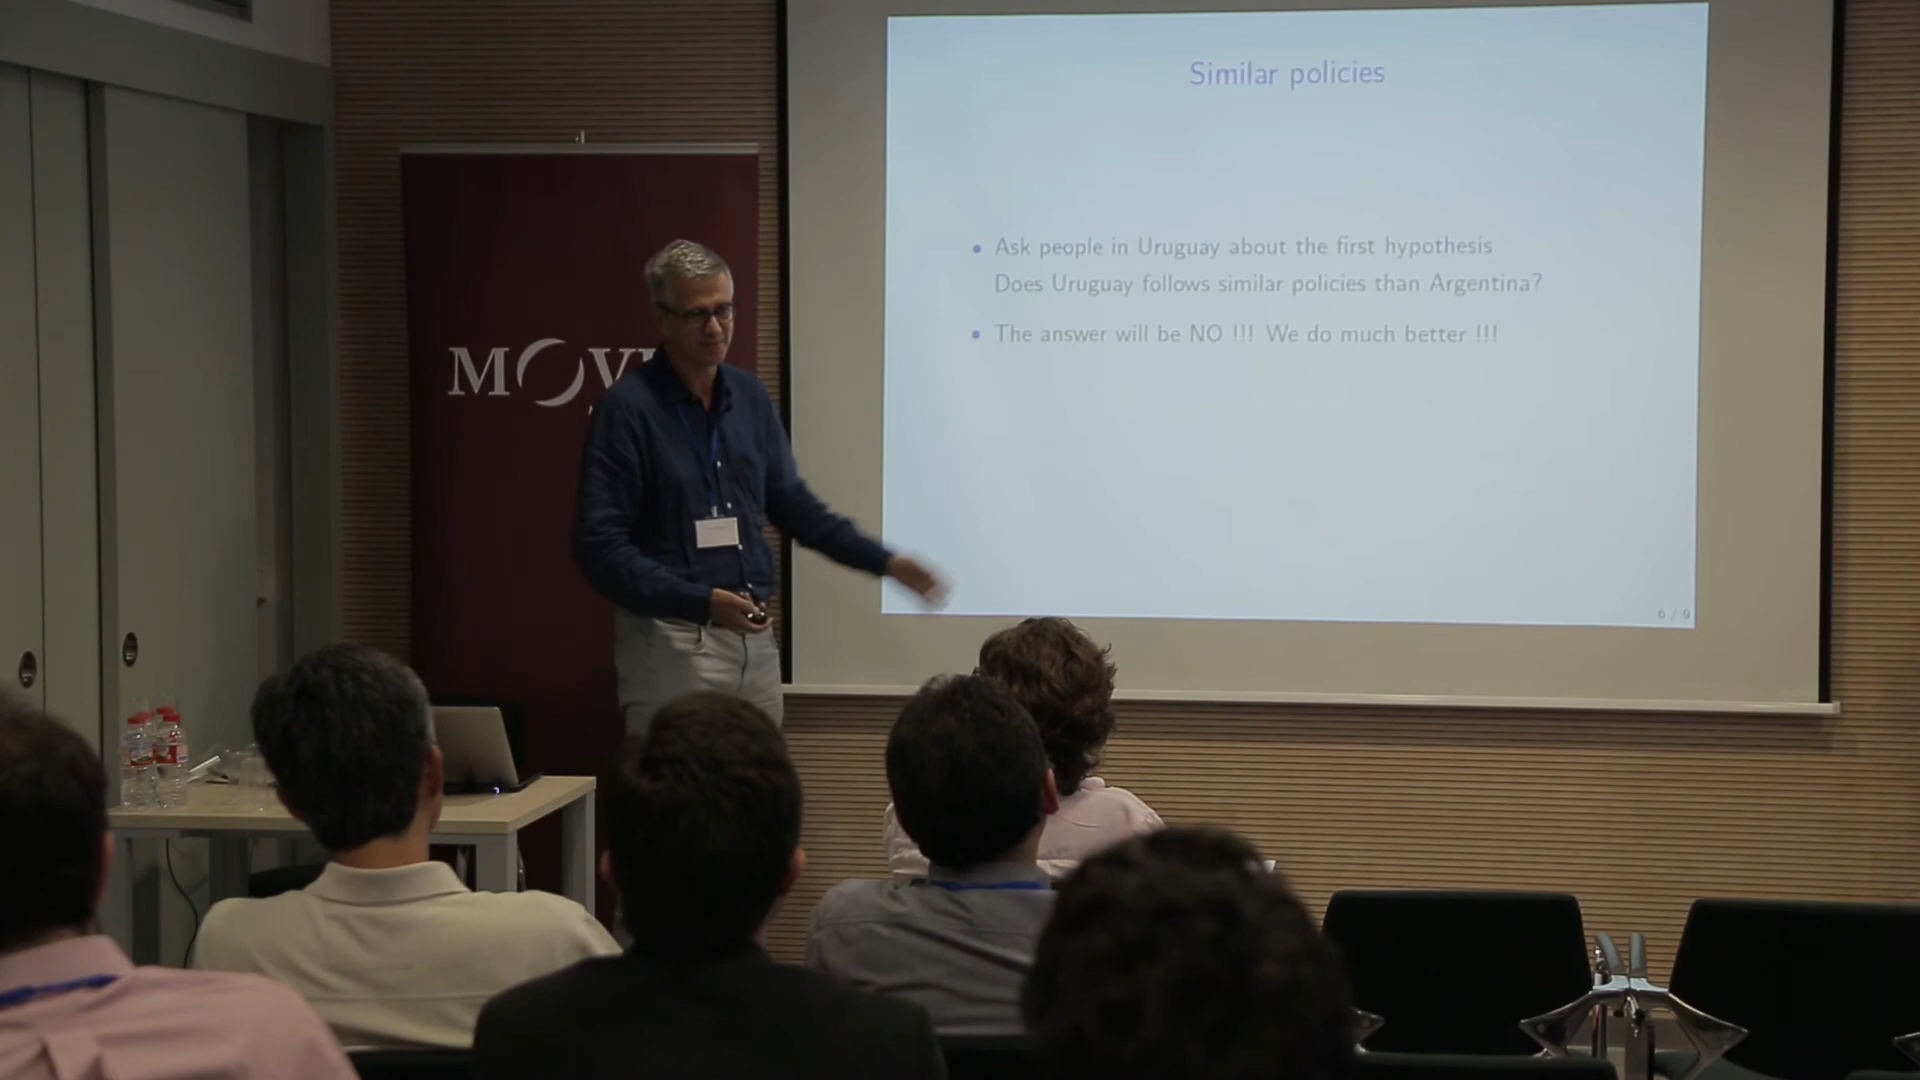 Similar policies
Ask people in Uruguay about the first hypothesis
Does Uruguay follows similar policies than Argentina?
The answer will be NO !!! We do much better !!!
6 / 9